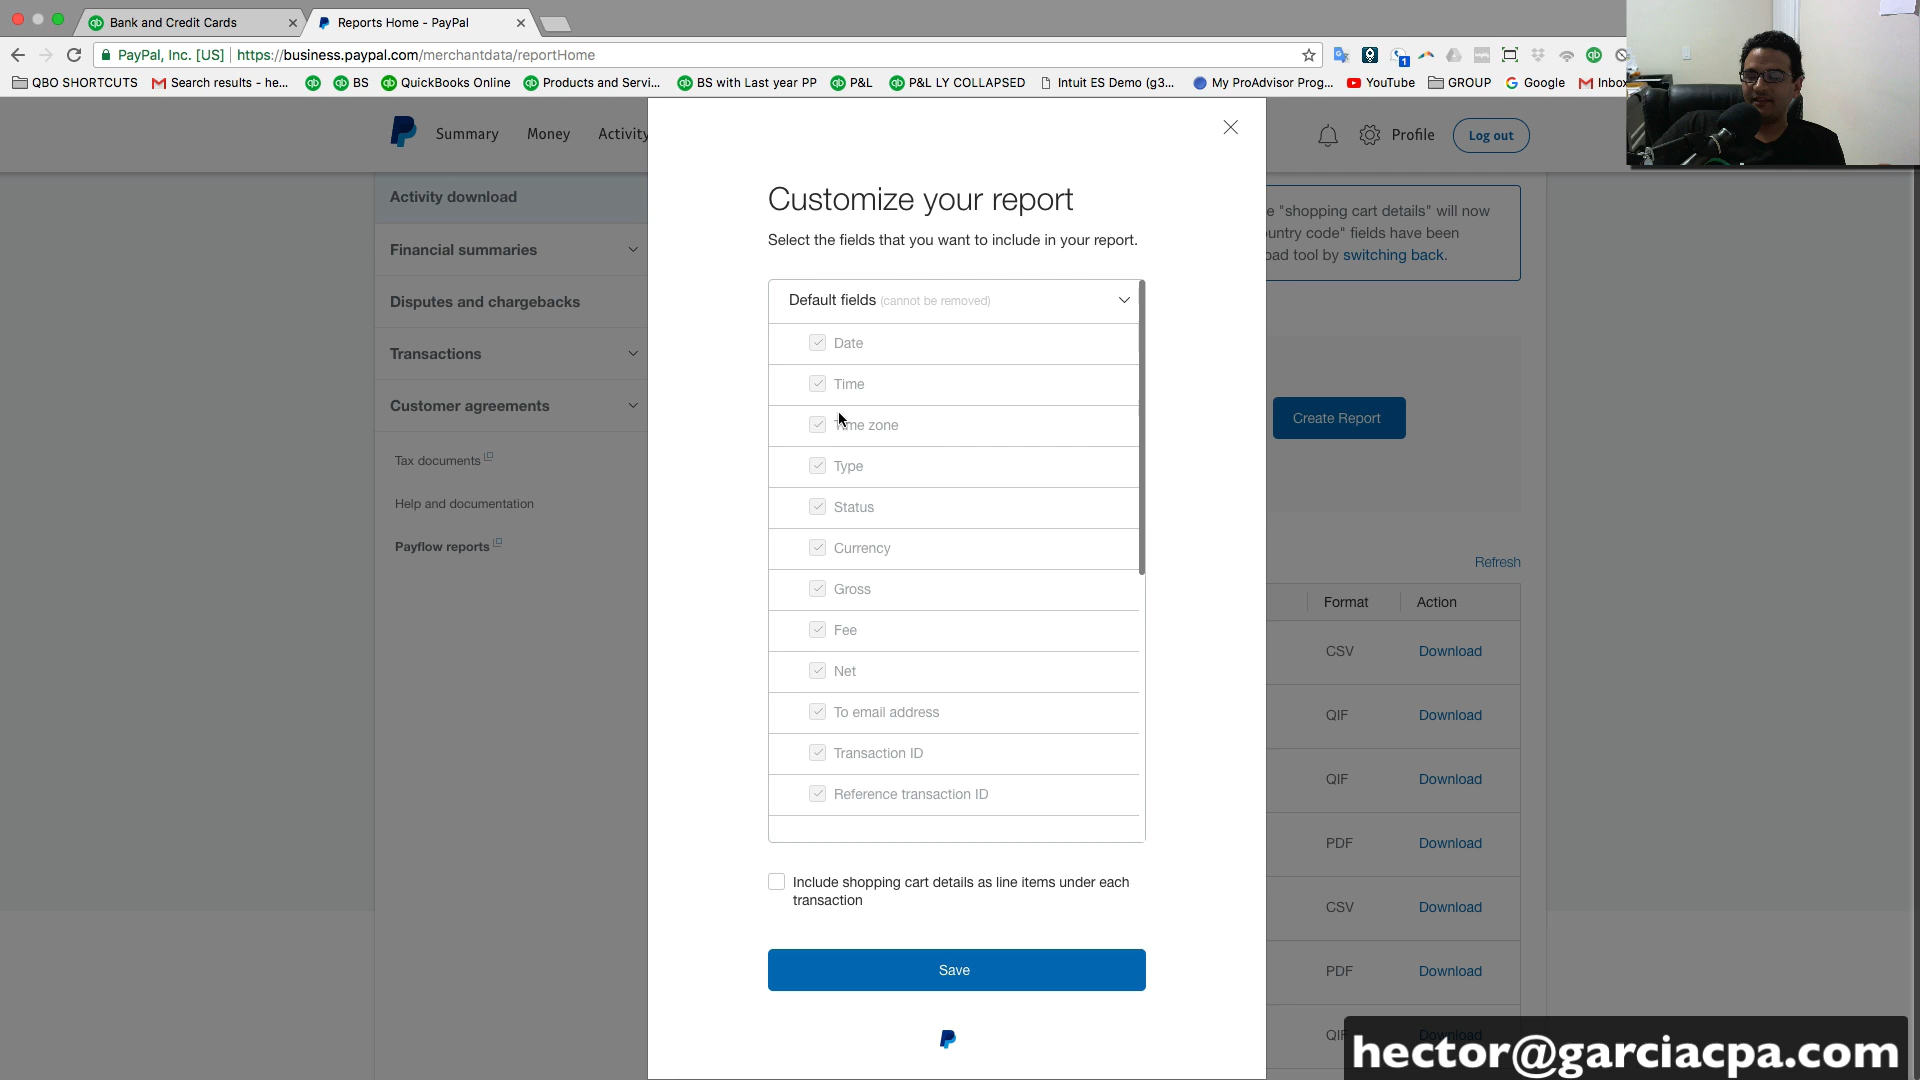 Bank and Credit Cards
Reports Home - PayPal
PayPal, Inc. [US] | https://business.paypal.com/merchantdata/reportHome
1
QBO SHORTCUTS
Search results - he...
BS
QuickBooks Online
Products and Servi...
BS with Last year PP
P&L
P&L LY COLLAPSED
Intuit ES Demo (g3...
My ProAdvisor Prog...
YouTube
GROUP
Google
Inbox
Summary
Money
Activity
Profile
Log out
Activity download
Financial summaries
Disputes and chargebacks
Transactions
Customer agreements
Tax documents
Help and documentation
Payflow reports
Customize your report
Select the fields that you want to include in your report.
Default fields (cannot be removed)
Date
Time
Time zone
Type
Status
Currency
Gross
Fee
Net
To email address
Transaction ID
Reference transaction ID
Include shopping cart details as line items under each
transaction
Save
"shopping cart details" will now
code" fields have been
tool by switching back.
Create Report
Refresh
Format Action
CSV Download
QIF Download
QIF Download
PDF Download
CSV Download
PDF Download
QIF Download
hector@garciacpa.com